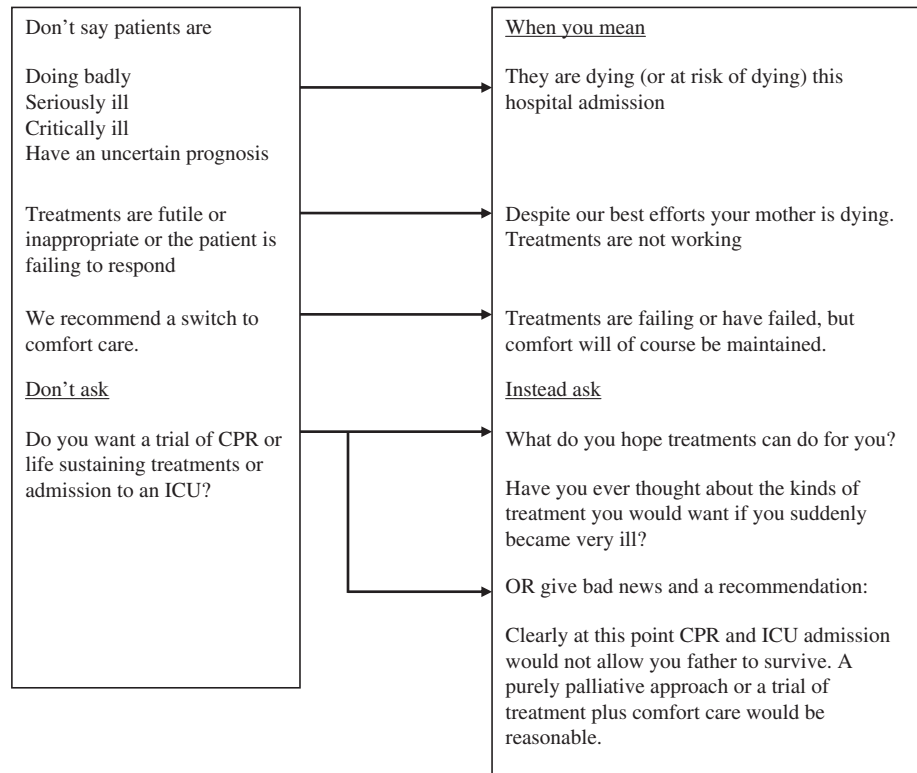 Don’t say patients are
Doing badly
Seriously ill
Critically ill
Have an uncertain prognosis
Treatments are futile or
inappropriate or the patient is
failing to respond
We recommend a switch to
comfort care.
Don’t ask
Do you want a trial of CPR or
life sustaining treatments or
admission to an ICU?
When you mean
They are dying (or at risk of dying) this
hospital admission
Despite our best efforts your mother is dying.
Treatments are not working
Treatments are failing or have failed, but
comfort will of course be maintained.
Instead ask
What do you hope treatments can do for you?
Have you ever thought about the kinds of
treatment you would want if you suddenly
became very ill?
OR give bad news and a recommendation:
Clearly at this point CPR and ICU admission
would not allow you father to survive. A
purely palliative approach or a trial of
treatment plus comfort care would be
reasonable.